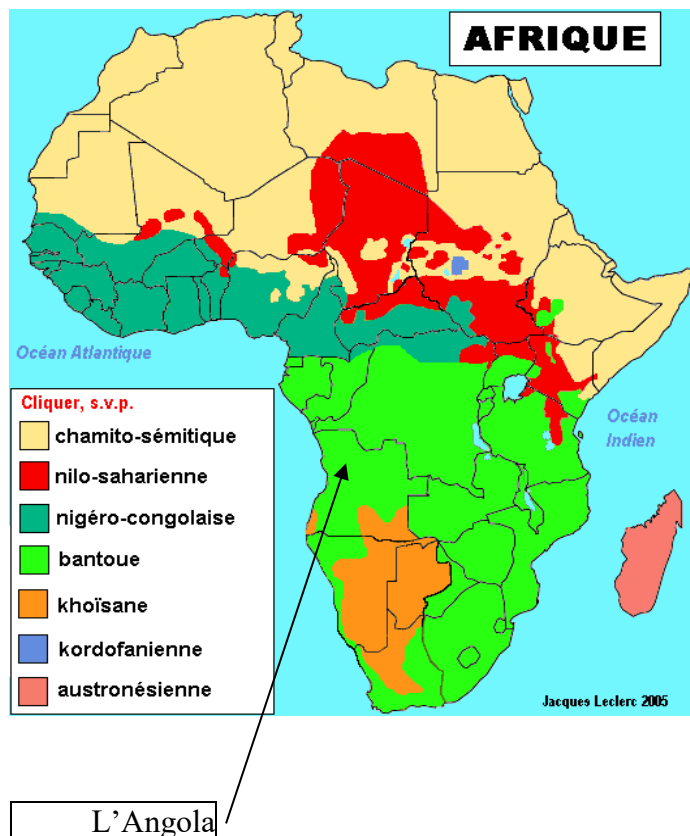 AFRIQUE
Océan Atlantique
Océan
Indien
Cliquer, s.v.p.
chamito-sémitique
nilo-saharienne
nigéro-congolaise
bantoue
khoïsane
kordofanienne
austronésienne
Jacques Leclerc 2005
L’Angola